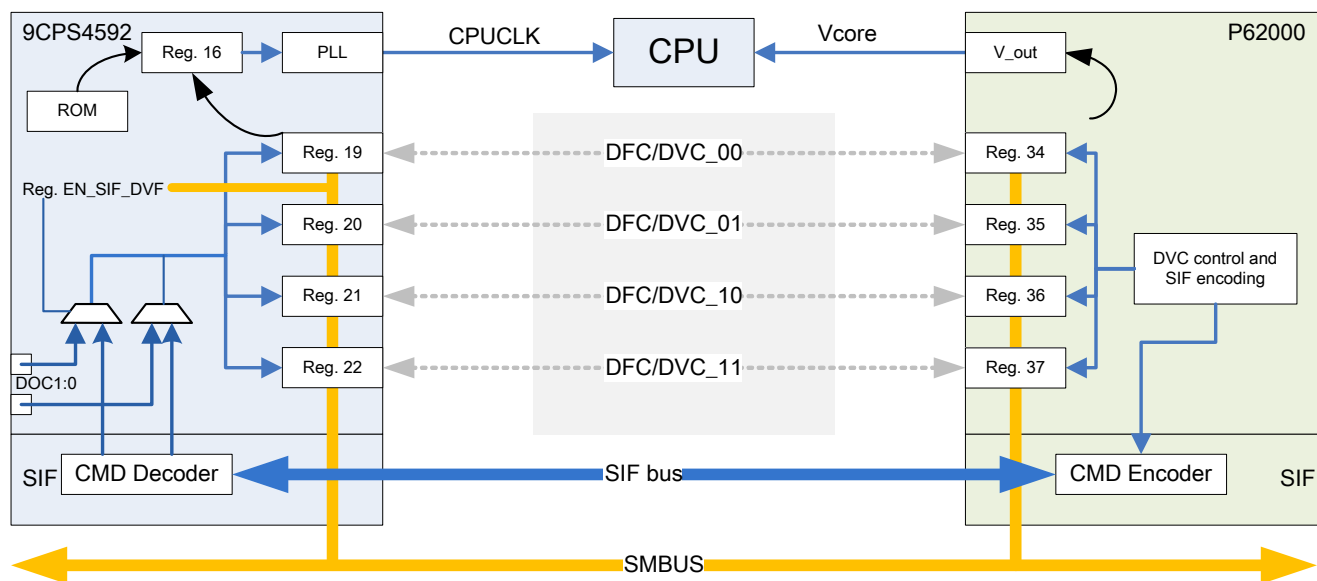 9CPS4592
P62000
Reg. 16
PLL
CPUCLK
CPU
Vcore
V_out
ROM
Reg. 19
DFC/DVC_00
Reg. 34
Reg. EN_SIF_DVF
Reg. 20
DFC/DVC_01
Reg. 35
DVC control and
SIF encoding
Reg. 21
DFC/DVC_10
Reg. 36
Reg. 22
DFC/DVC_11
Reg. 37
DOC1:0
SIF
CMD Decoder
SIF bus
CMD Encoder
SIF
SMBUS